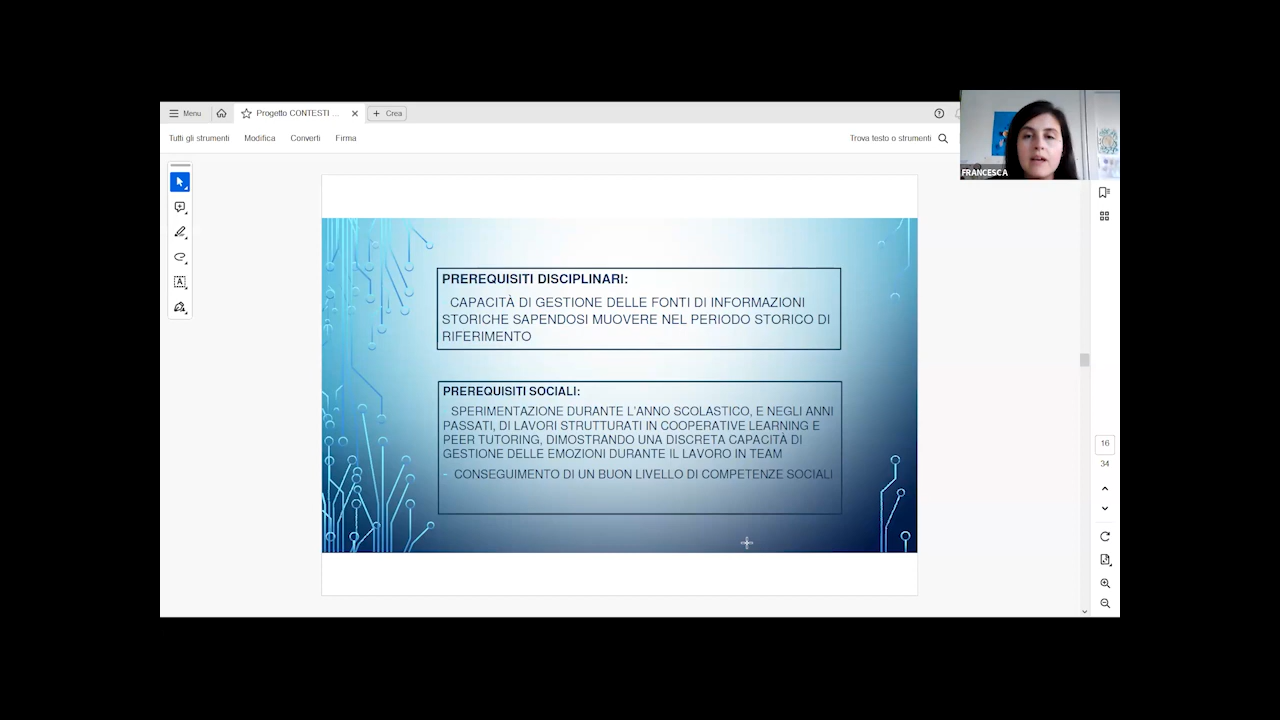 Menu
Progetto CONTESTI ...
Crea
Tutti gli strumenti
Modifica
Converti
Firma
Trova testo o strumenti
FRANCESCA
PREREQUISITI DISCIPLINARI:
CAPACITÀ DI GESTIONE DELLE FONTI DI INFORMAZIONI
STORICHE SAPENDOSI MUOVERE NEL PERIODO STORICO DI
RIFERIMENTO
PREREQUISITI SOCIALI:
SPERIMENTAZIONE DURANTE L'ANNO SCOLASTICO, E NEGLI ANNI
PASSATI, DI LAVORI STRUTTURATI IN COOPERATIVE LEARNING E
PEER TUTORING, DIMOSTRANDO UNA DISCRETA CAPACITÀ DI
GESTIONE DELLE EMOZIONI DURANTE IL LAVORO IN TEAM
- CONSEGUIMENTO DI UN BUON LIVELLO DI COMPETENZE SOCIALI
16
34